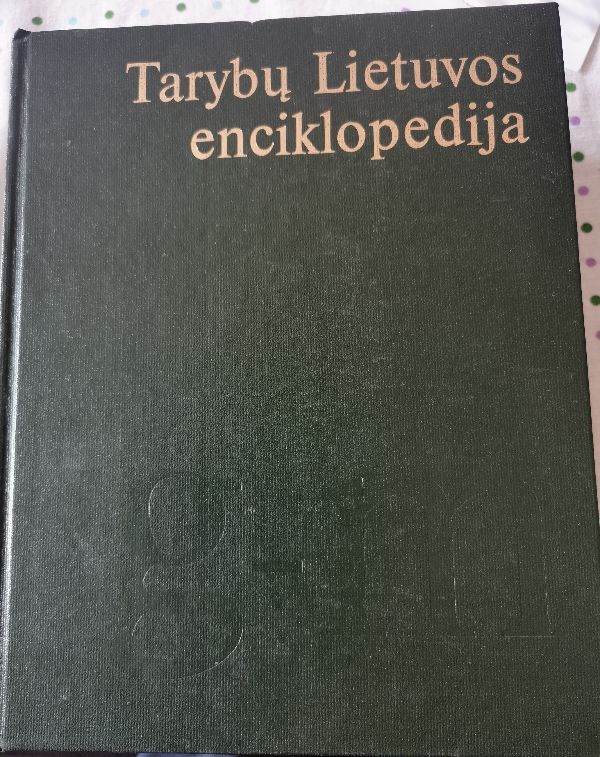 Tarybų Lietuvos
enciklopedija
g-m